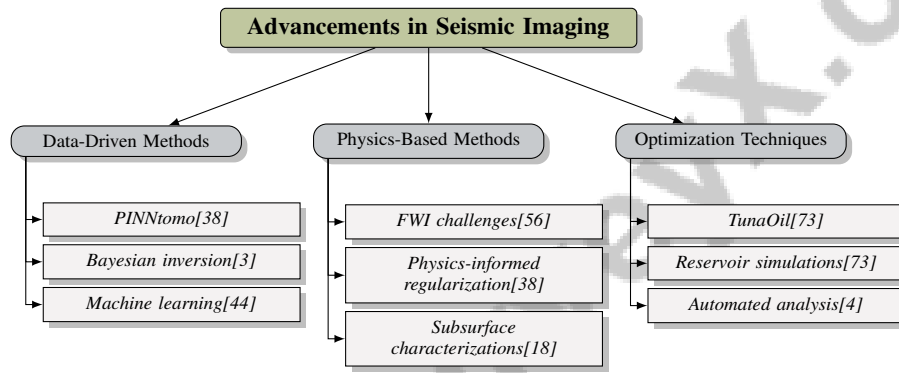 Advancements in Seismic Imaging
Data-Driven Methods
PINNtomo[38]
Bayesian inversion[3]
Machine learning[44]
Physics-Based Methods
FWI challenges[56]
Physics-informed
regularization[38]
Subsurface
characterizations[18]
Optimization Techniques
TunaOil[73]
Reservoir simulations[73]
Automated analysis[4]